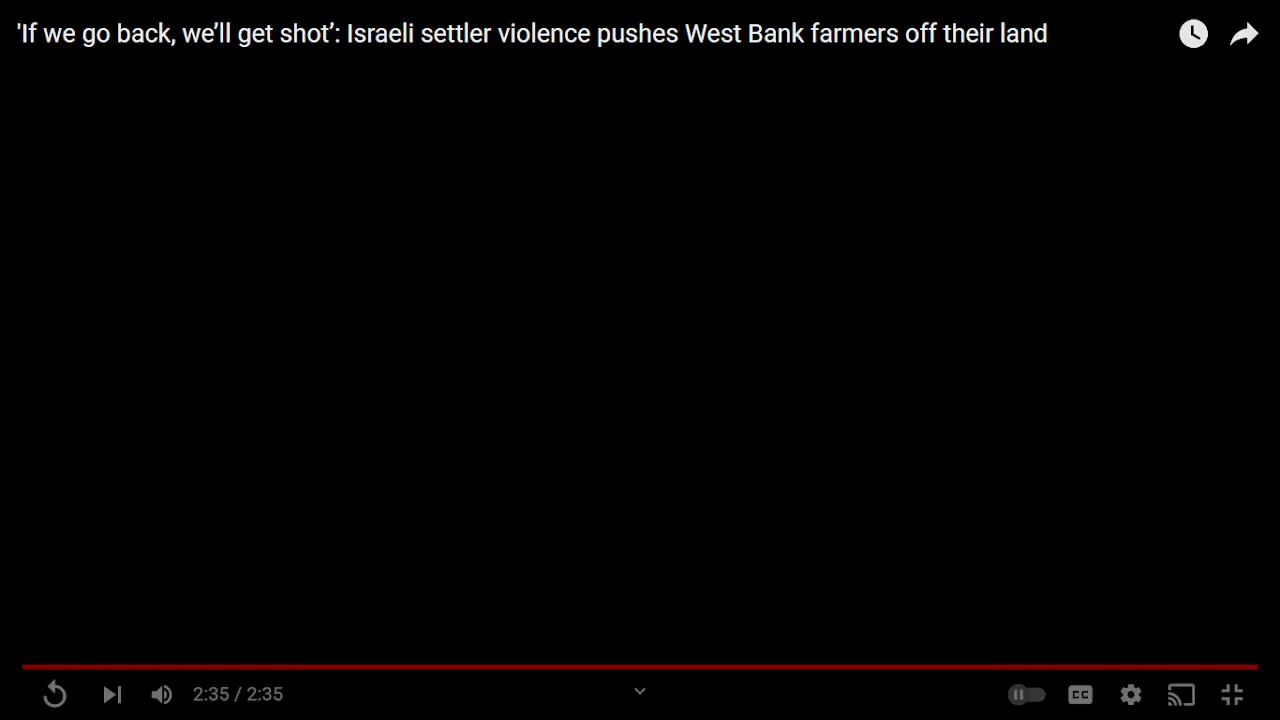 'If we go back, we’ll get shot’: Israeli settler violence pushes West Bank farmers off their land
2:35 / 2:35
CC